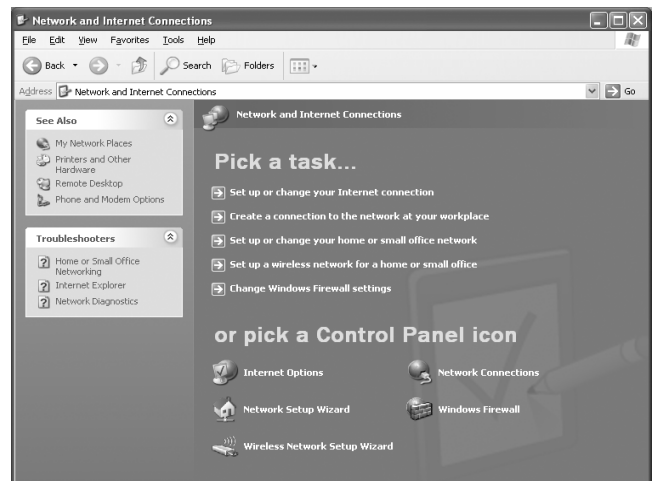 Network and Internet Connections
File Edit View Favorites Tools Help
Back Search Folders
Address Network and Internet Connections Go
See Also
My Network Places
Printers and Other
Hardware
Remote Desktop
Phone and Modem Options
Troubleshooters
Home or Small Office
Networking
Internet Explorer
Network Diagnostics
Network and Internet Connections
Pick a task...
Set up or change your Internet connection
Create a connection to the network at your workplace
Set up or change your home or small office network
Set up a wireless network for a home or small office
Change Windows Firewall settings
or pick a Control Panel icon
Internet Options Network Connections
Network Setup Wizard Windows Firewall
Wireless Network Setup Wizard